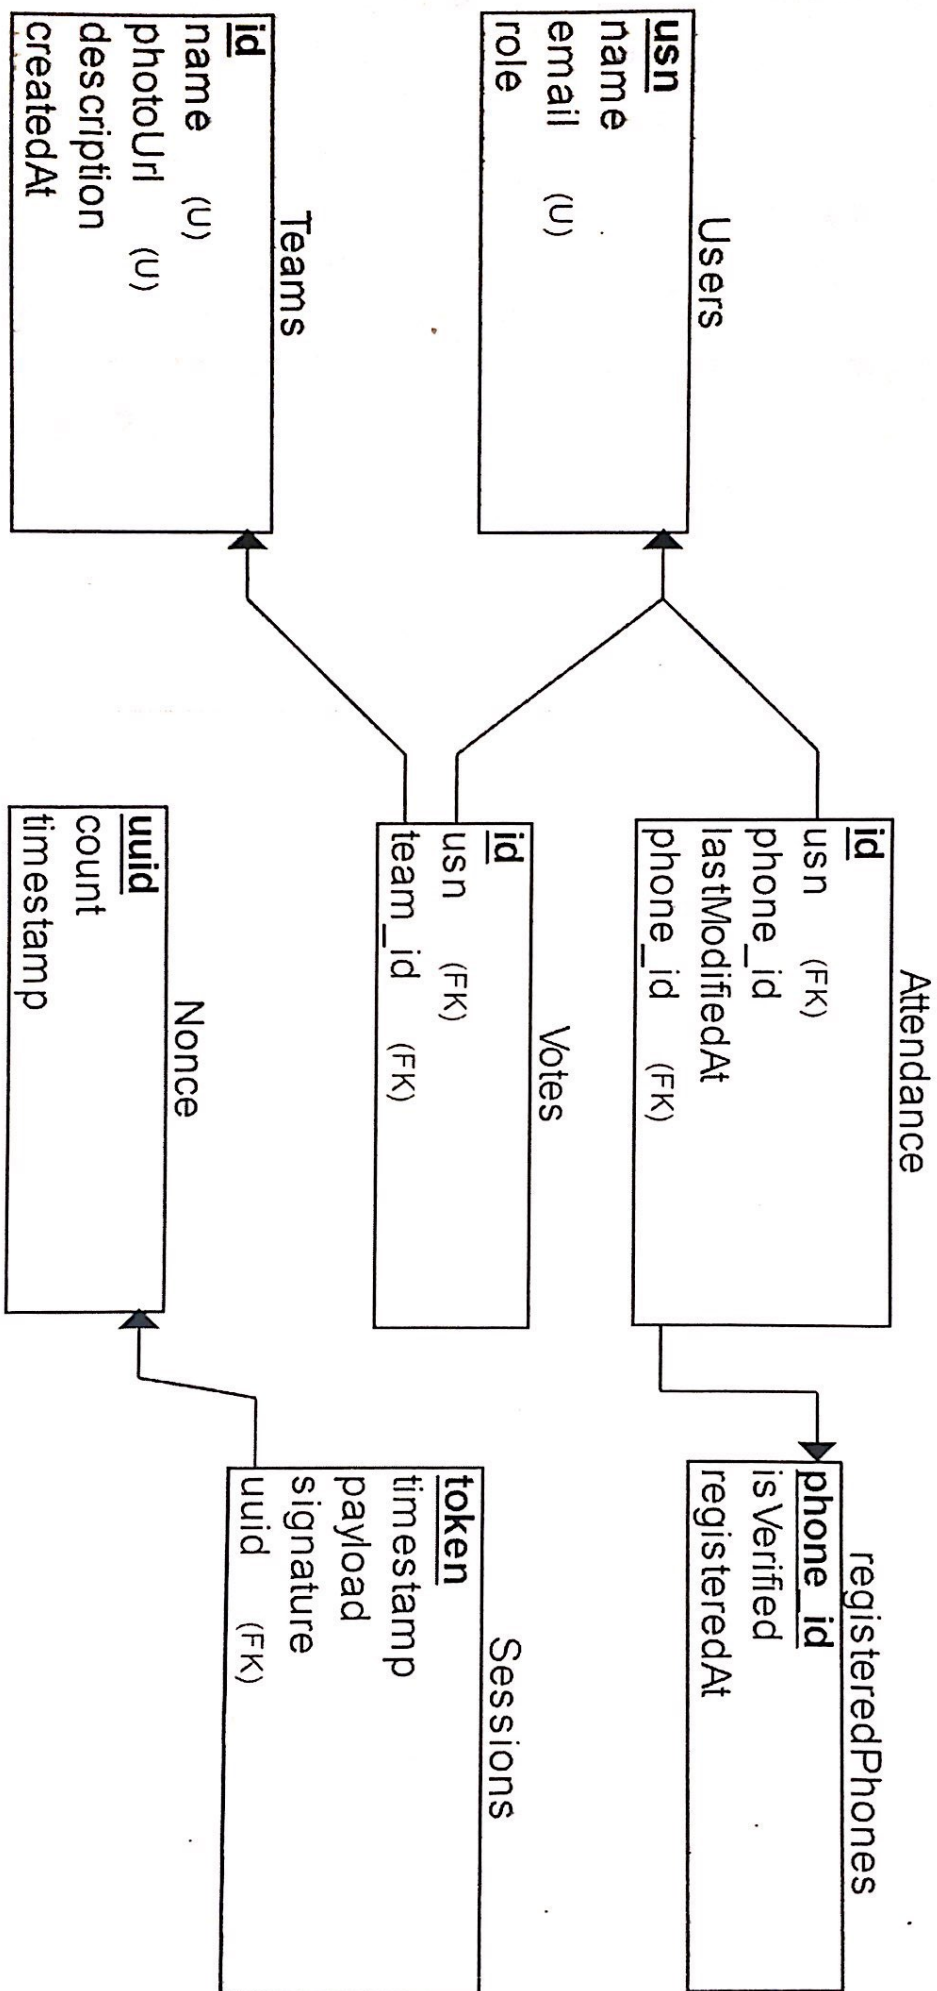 Users
usn
name
email (U)
role
Teams
id
name (U)
photoUrl (U)
description
createdAt
Attendance
id
usn (FK)
phone_id
lastModifiedAt
phone_id (FK)
Votes
id
usn (FK)
team_id (FK)
Nonce
uuid
count
timestamp
registeredPhones
phone_id
isVerified
registeredAt
Sessions
token
timestamp
payload
signature
uuid (FK)